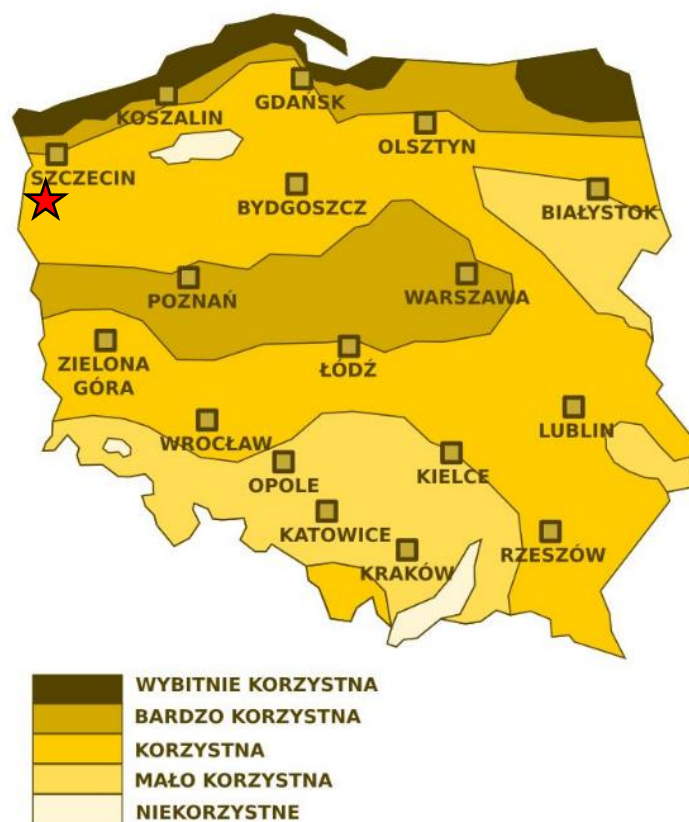 GDAŃSK
KOSZALIN
OLSZTYN
SZCZECIN
BYDGOSZCZ
BIAŁYSTOK
POZNAŃ
WARSZAWA
ZIELONA
GÓRA
ŁÓDŹ
LUBLIN
WROCŁAW
OPOLE
KIELCE
KATOWICE
KRAKÓW
RZESZÓW
WYBITNIE KORZYSTNA
BARDZO KORZYSTNA
KORZYSTNA
MAŁO KORZYSTNA
NIEKORZYSTNE